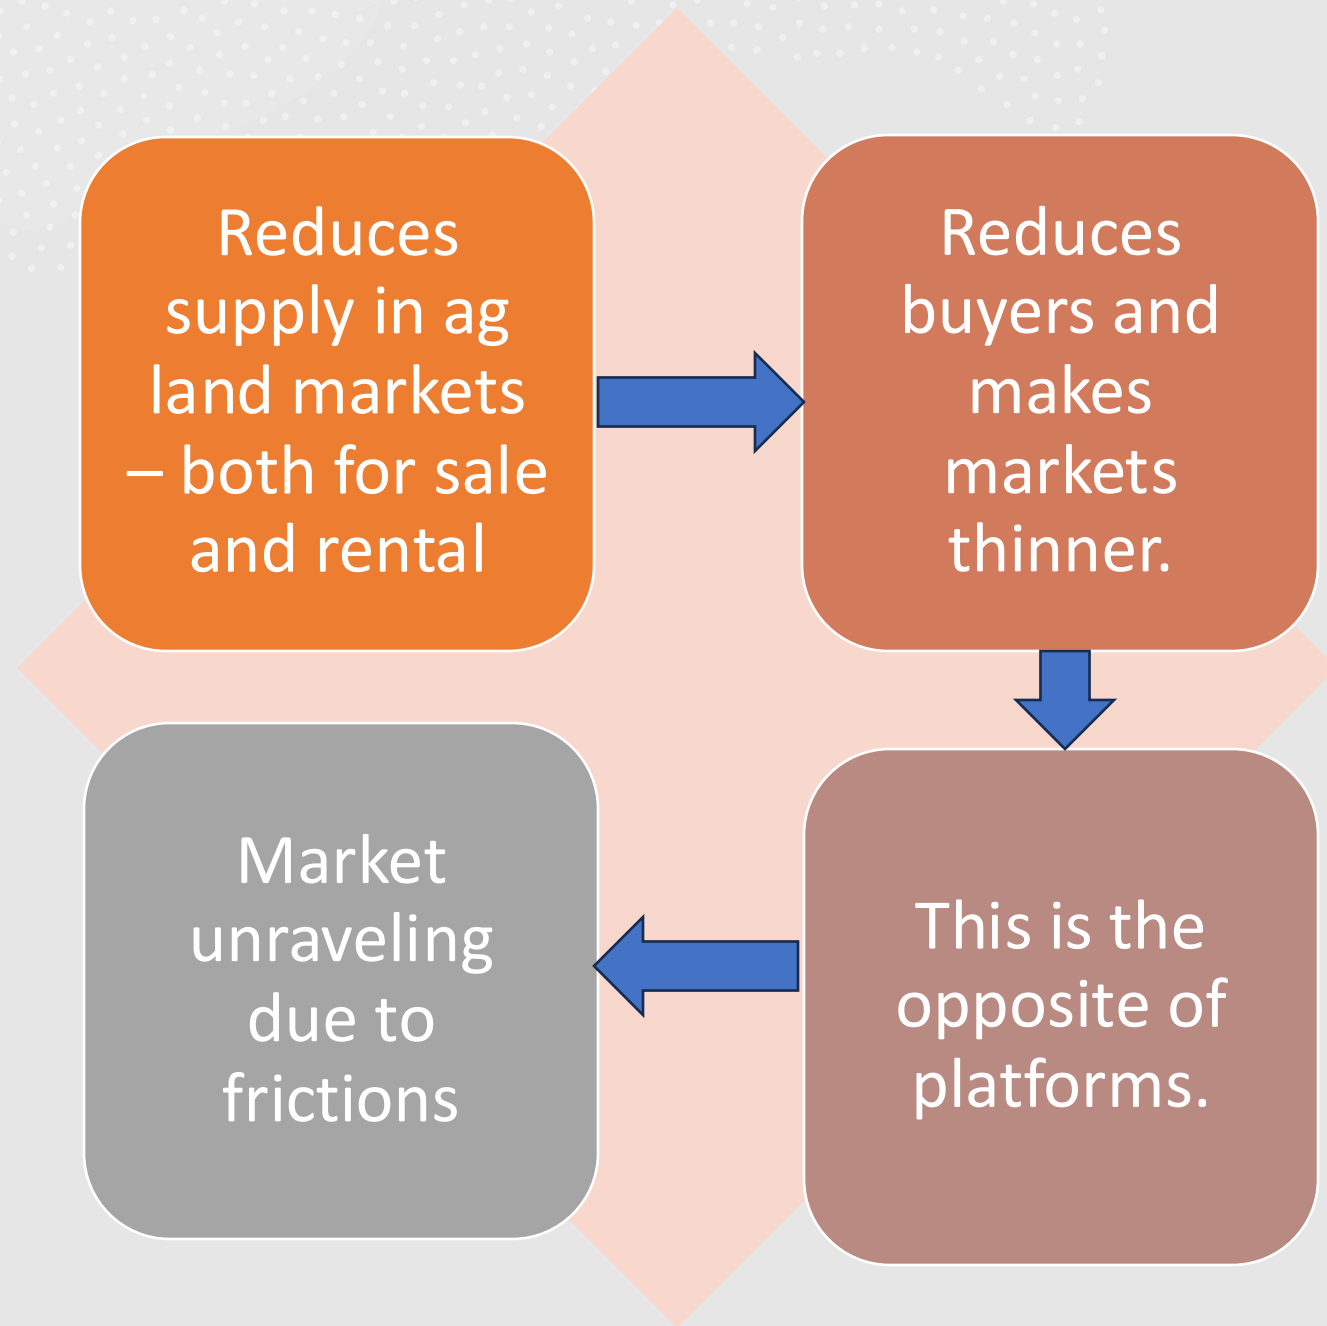 Reduces
supply in ag
land markets
– both for sale
and rental
Reduces
buyers and
makes
markets
thinner.
This is the
opposite of
platforms.
Market
unraveling
due to
frictions